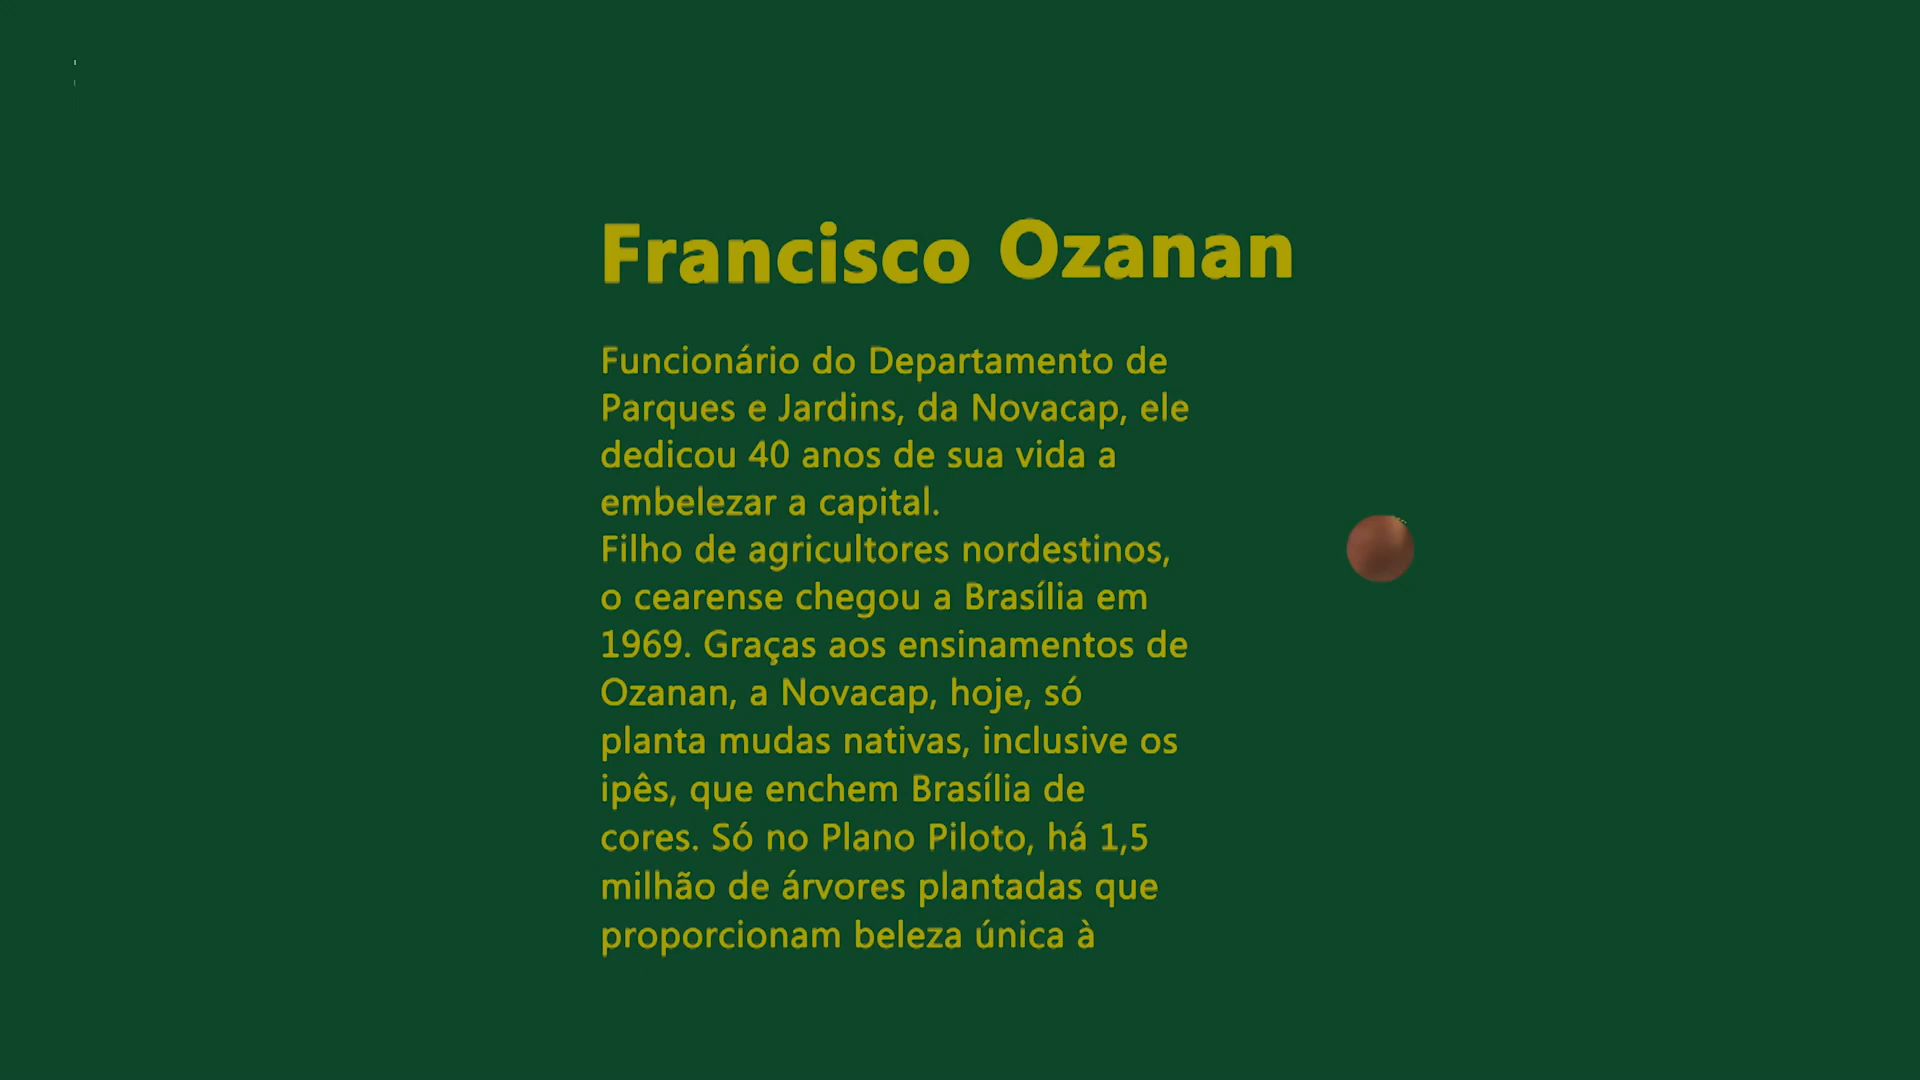 Francisco Ozanan
Funcionário do Departamento de
Parques e Jardins, da Novacap, ele
dedicou 40 anos de sua vida a
embelezar a capital.
Filho de agricultores nordestinos,
o cearense chegou a Brasília em
1969. Graças aos ensinamentos de
Ozanan, a Novacap, hoje, só
planta mudas nativas, inclusive os
ipês, que enchem Brasília de
cores. Só no Plano Piloto, há 1,5
milhão de árvores plantadas que
proporcionam beleza única à